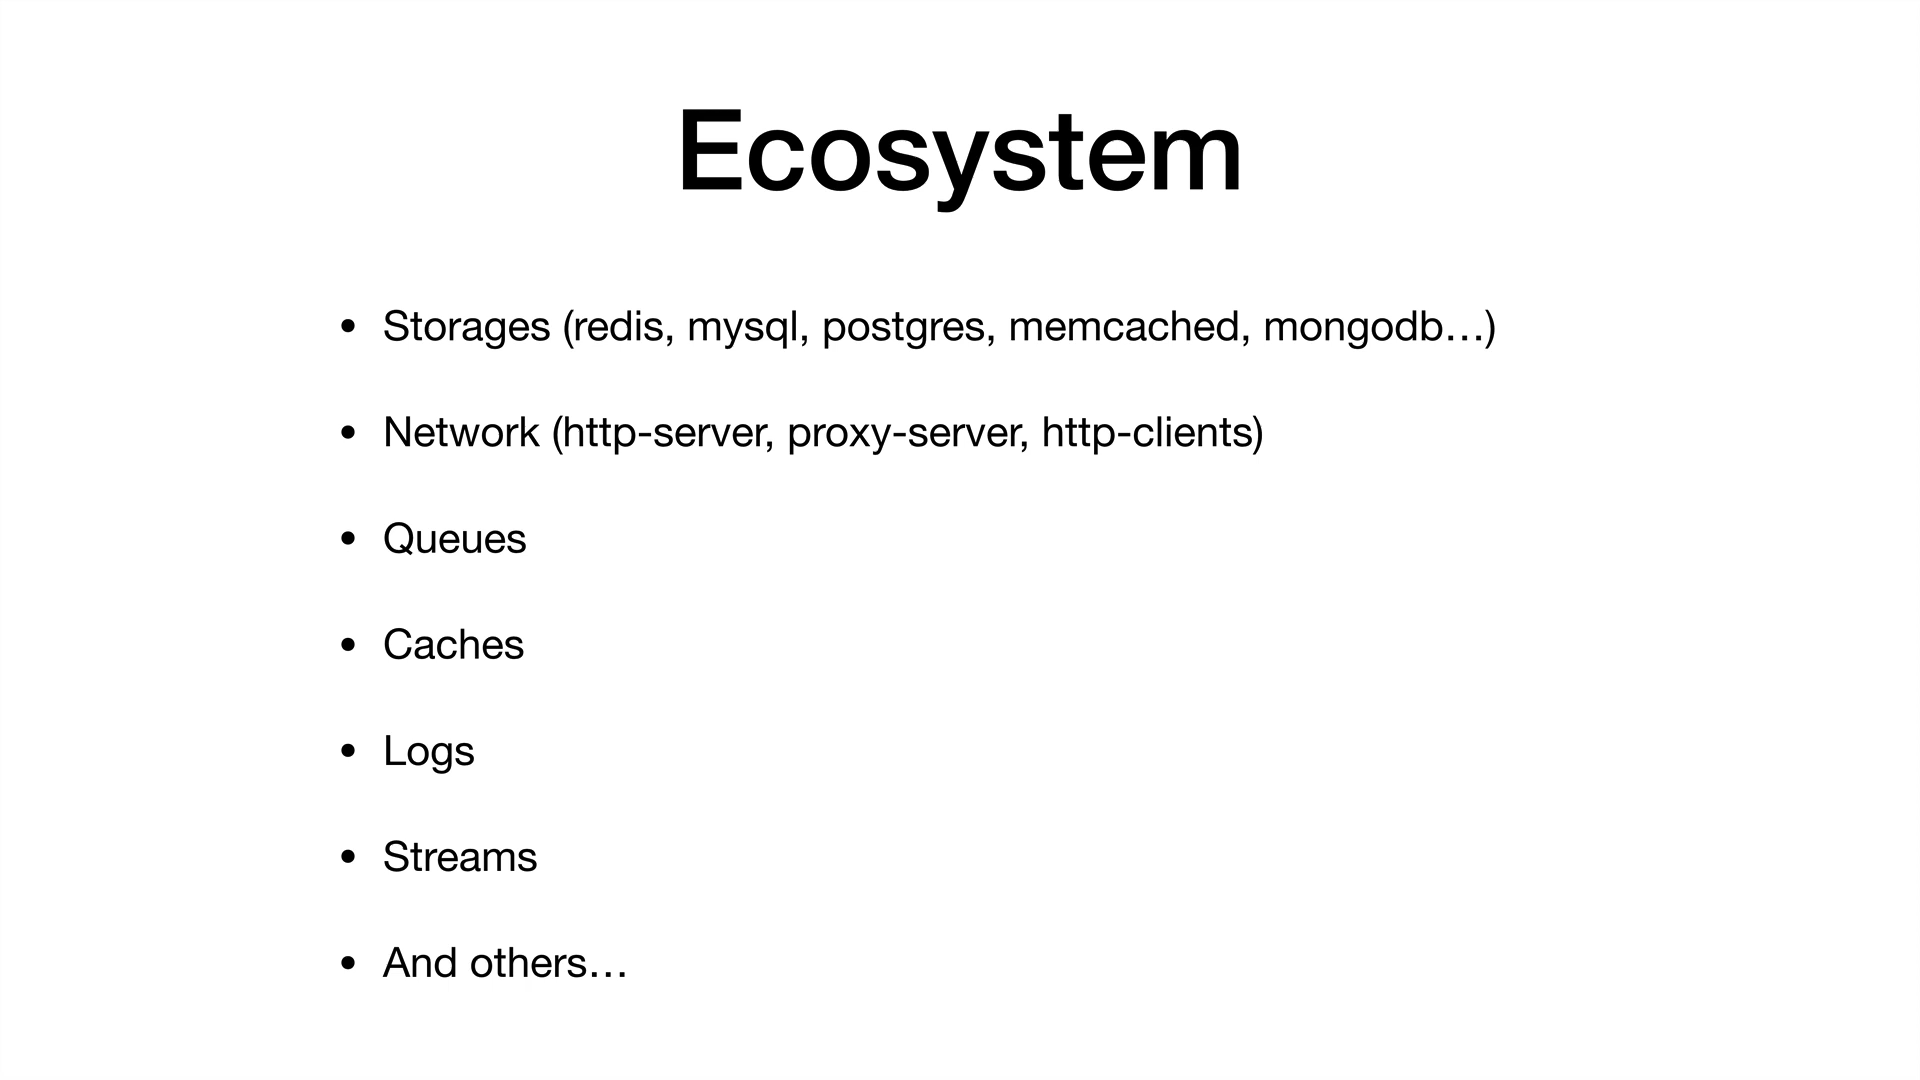 Ecosystem
• Storages (redis, mysql, postgres, memcached, mongodb…)
• Network (http-server, proxy-server, http-clients)
• Queues
• Caches
• Logs
• Streams
• And others…